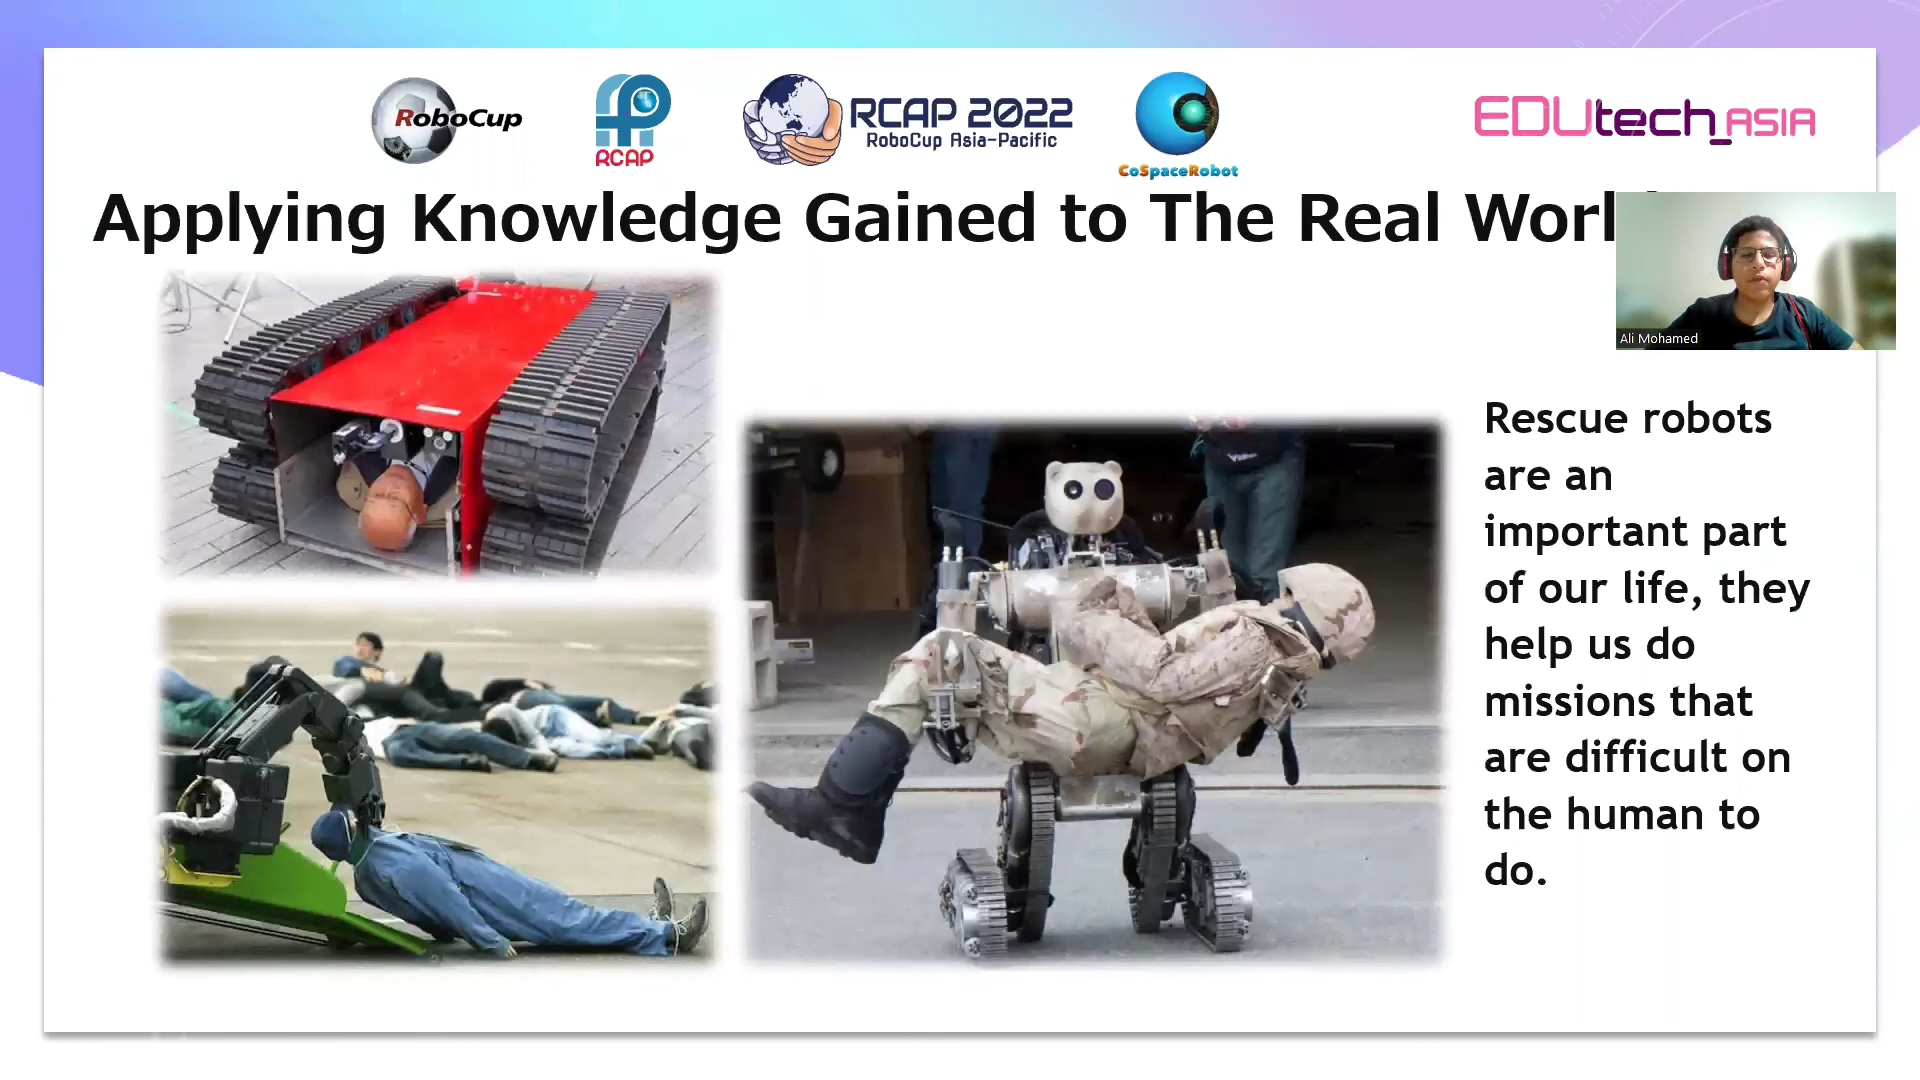 RoboCup
RCAP
RCAP 2022
RoboCup Asia-Pacific
CoSpaceRobot
EDUtech_ASIA
Applying Knowledge Gained to The Real Worl
Ali Mohamed
Rescue robots
are an
important part
of our life, they
help us do
missions that
are difficult on
the human to
do.